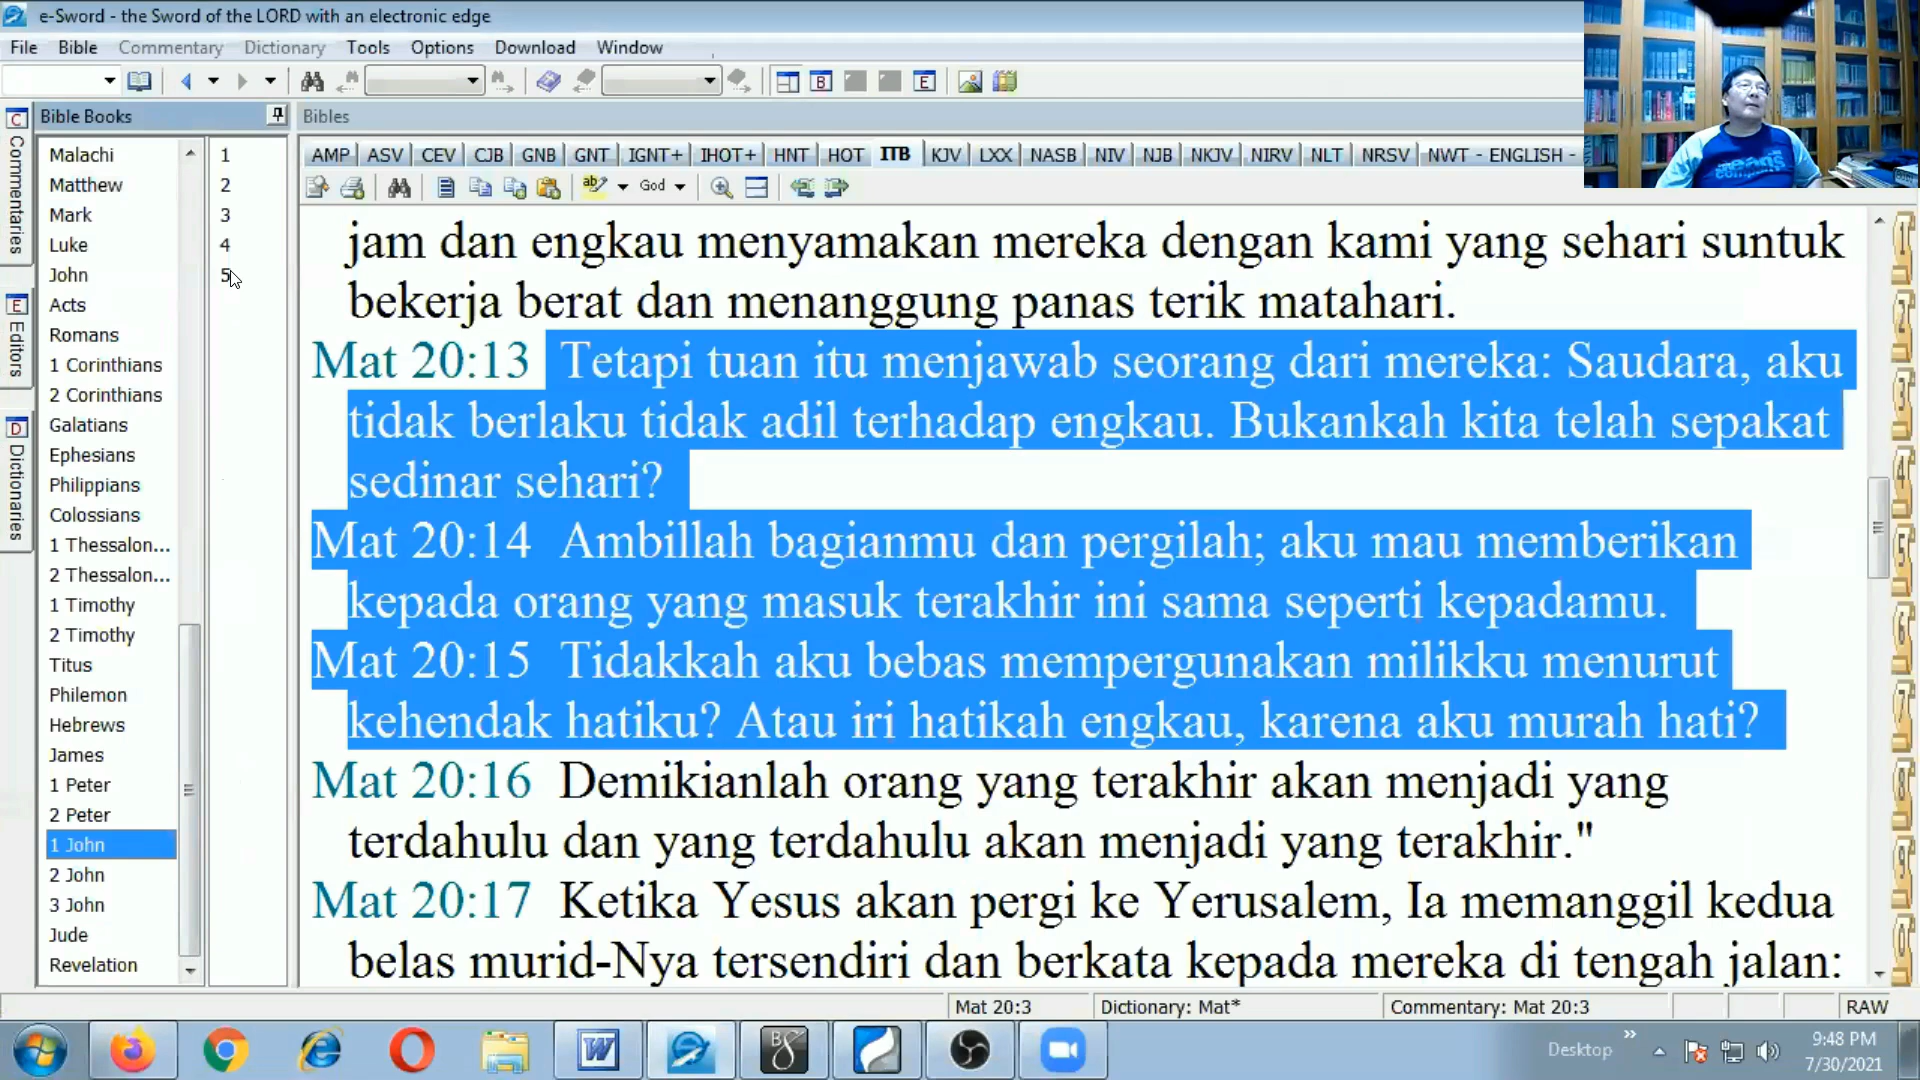 e-Sword - the Sword of the LORD with an electronic edge
File Bible Commentary Dictionary Tools Options Download Window
Bible Books
Bibles
AMP ASV CEV CJB GNB GNT IGNT+ IHOT+ HNT HOT ITB KJV LXX NASB NIV NJB NKJV NIRV NLT NRSV NWT - ENGLISH -
God
Commentaries
Editors
Dictionaries
Malachi
Matthew
Mark
Luke
John
Acts
Romans
1 Corinthians
2 Corinthians
Galatians
Ephesians
Philippians
Colossians
1 Thessalon...
2 Thessalon...
1 Timothy
2 Timothy
Titus
Philemon
Hebrews
James
1 Peter
2 Peter
1 John
2 John
3 John
Jude
Revelation
1
2
3
4
5
jam dan engkau menyamakan mereka dengan kami yang sehari suntuk
bekerja berat dan menanggung panas terik matahari.
Mat 20:13 Tetapi tuan itu menjawab seorang dari mereka: Saudara, aku
tidak berlaku tidak adil terhadap engkau. Bukankah kita telah sepakat
sedinar sehari?
Mat 20:14 Ambillah bagianmu dan pergilah; aku mau memberikan
kepada orang yang masuk terakhir ini sama seperti kepadamu.
Mat 20:15 Tidakkah aku bebas mempergunakan milikku menurut
kehendak hatiku? Atau iri hatikah engkau, karena aku murah hati?
Mat 20:16 Demikianlah orang yang terakhir akan menjadi yang
terdahulu dan yang terdahulu akan menjadi yang terakhir."
Mat 20:17 Ketika Yesus akan pergi ke Yerusalem, Ia memanggil kedua
belas murid-Nya tersendiri dan berkata kepada mereka di tengah jalan:
Mat 20:3 Dictionary: Mat* Commentary: Mat 20:3 RAW
Desktop
9:48 PM
7/30/2021